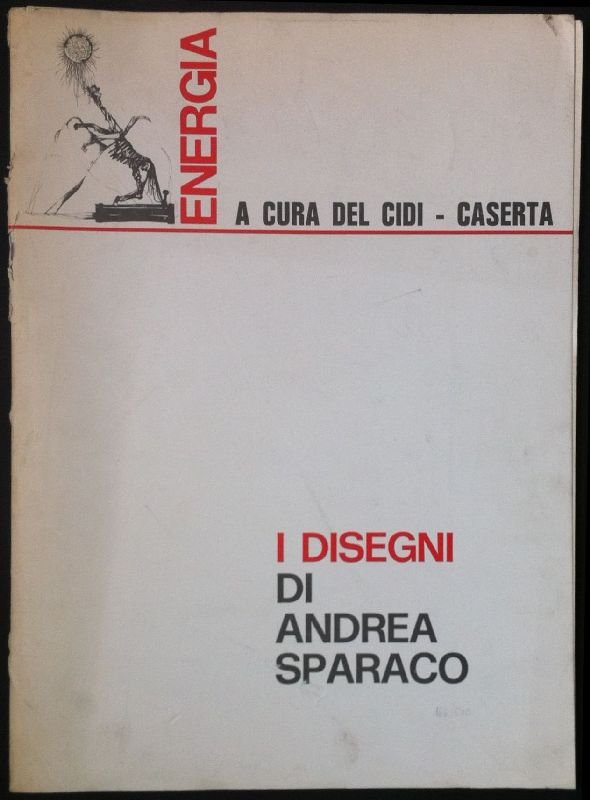 ENERGIA
A CURA DEL CIDI - CASERTA
I DISEGNI
DI
ANDREA
SPARACO